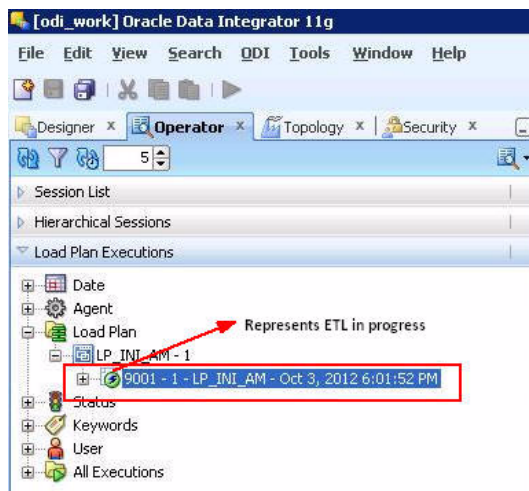 [odi_work] Oracle Data Integrator 11g
File Edit View Search ODI Tools Window Help
Designer x Operator x Topology x Security x
5
Session List
Hierarchical Sessions
Load Plan Executions
Date
Agent
Load Plan
Represents ETL in progress
LP_INI_AM - 1
9001 - 1 - LP_INI_AM - Oct 3, 2012 6:01:52 PM
Status
Keywords
User
All Executions